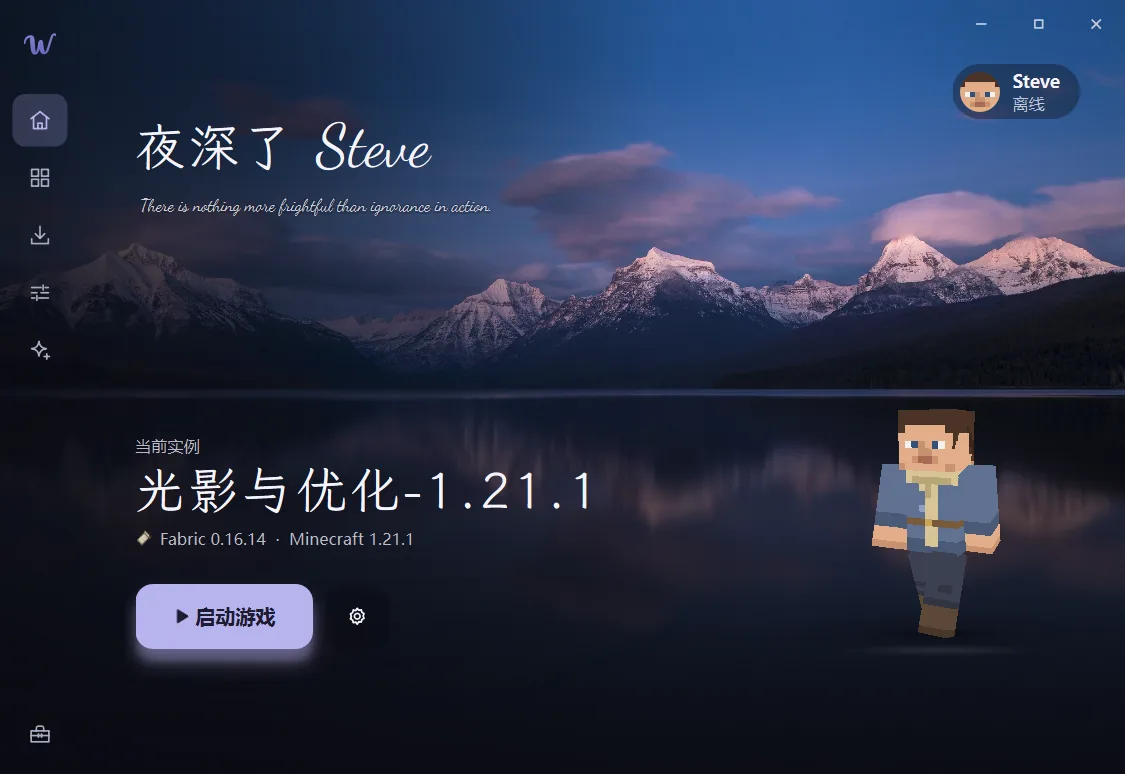 W
Steve
离线
夜深了 Steve
There is nothing more frightful than ignorance in action.
当前实例
光影与优化-1.21.1
Fabric 0.16.14 · Minecraft 1.21.1
启动游戏